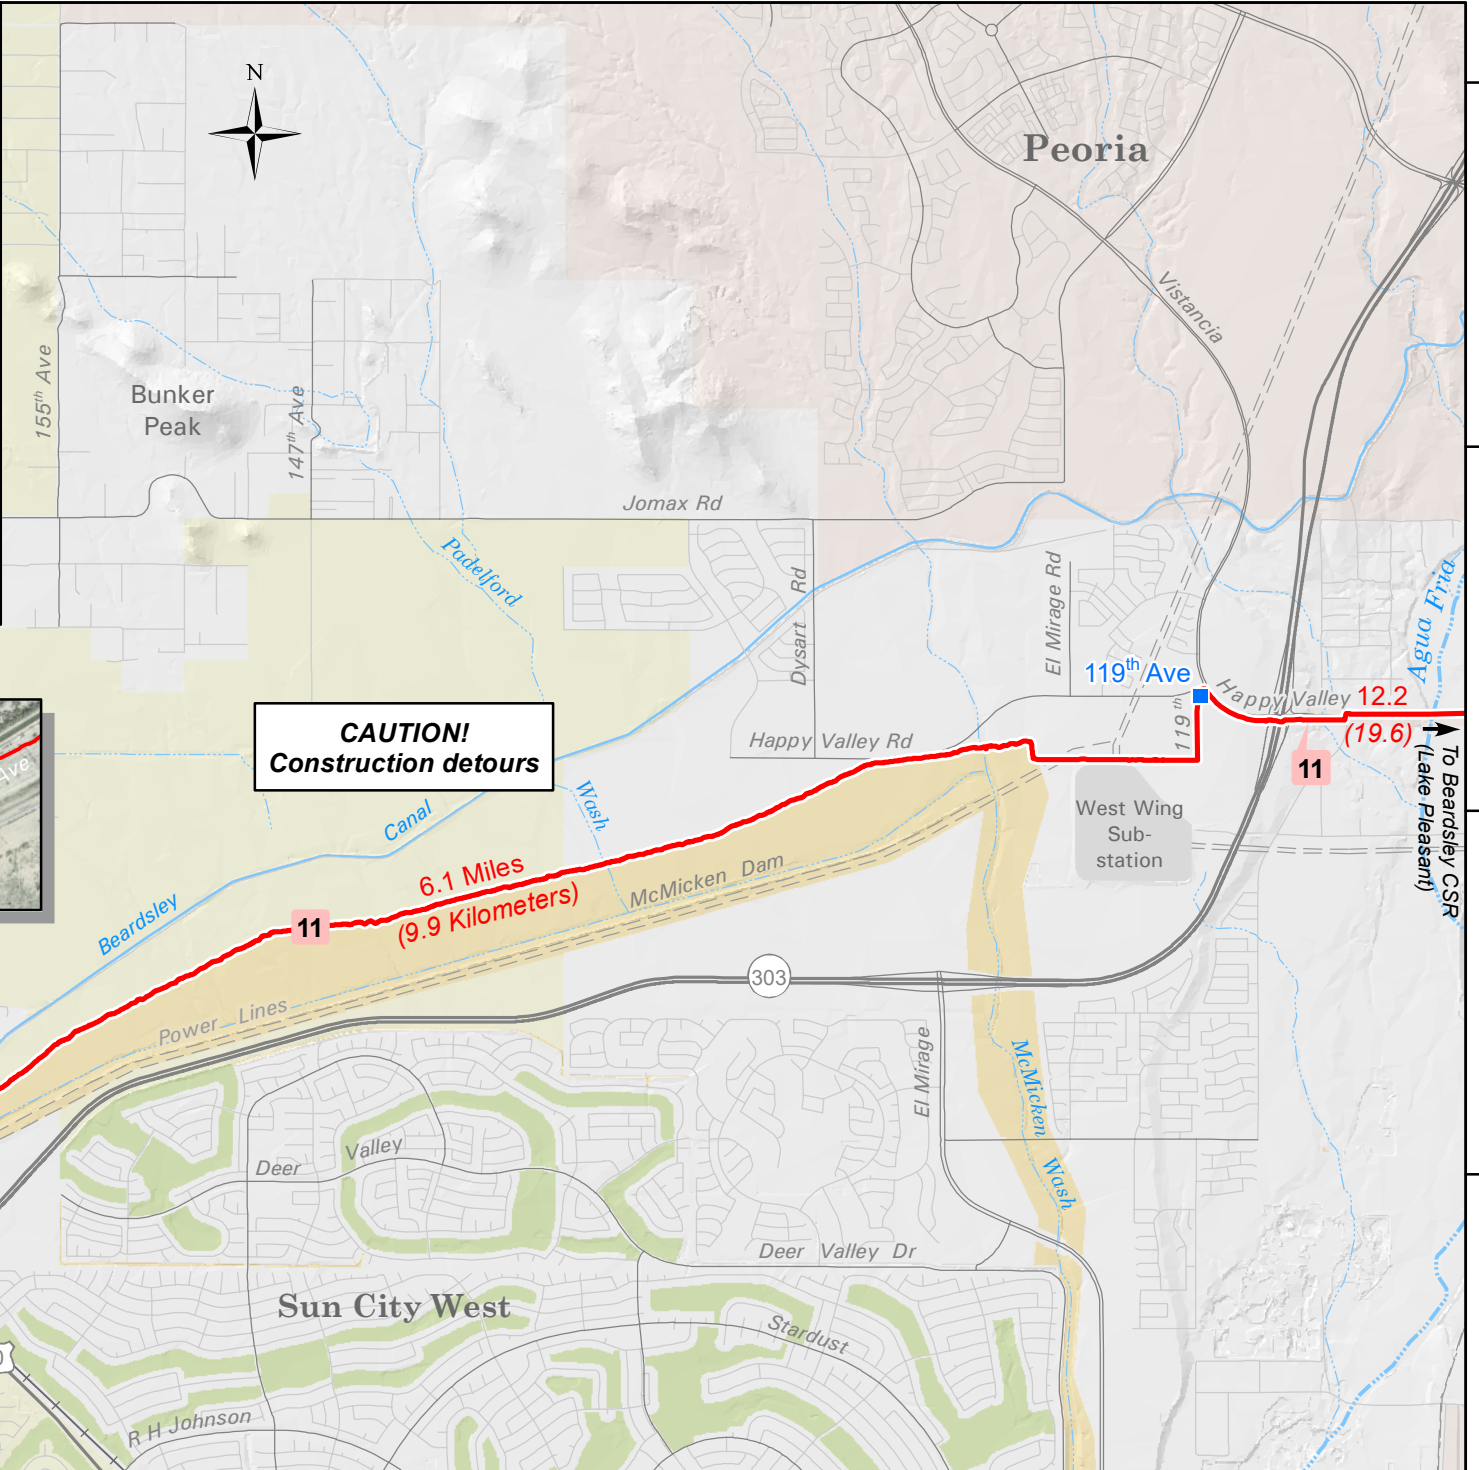 N
Peoria
Vistancia
155th Ave
Bunker
Peak
147th Ave
Jomax Rd
Padelford
Dysart Rd
El Mirage Rd
Agua Fria
119th Ave
Happy Valley
12.2
(19.6)
119th
CAUTION!
Construction detours
Happy Valley Rd
11
To Beardsley CSR
(Lake Pleasant)
Ave
Wash
Canal
West Wing
Sub-
station
6.1 Miles
(9.9 Kilometers)
McMicken Dam
Beardsley
11
303
Power Lines
El Mirage
McMicken
Wash
Deer Valley
Deer Valley Dr
Sun City West
Stardust
R H Johnson